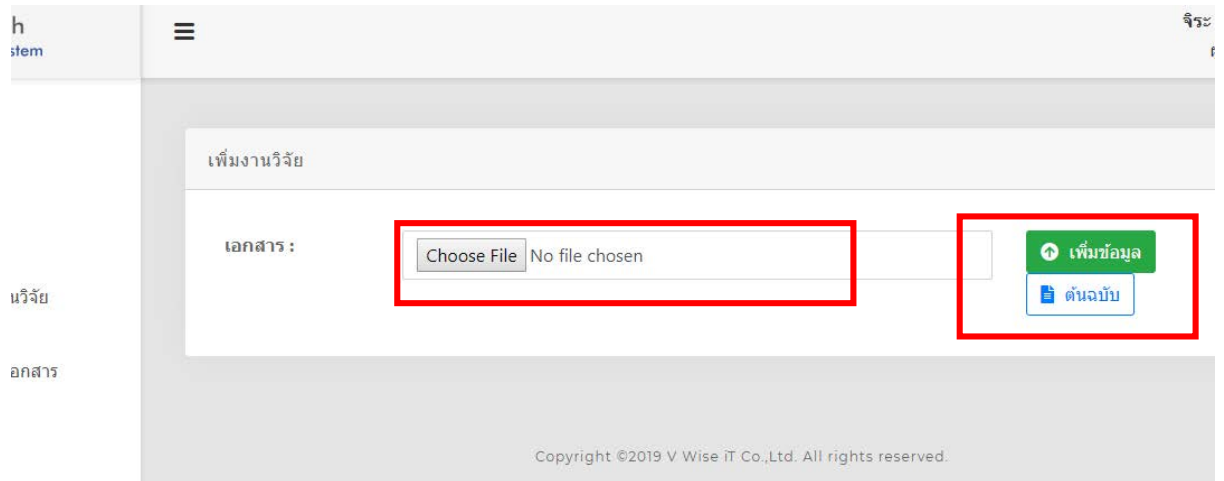 h
stem
จิระ
เพิ่มงานวิจัย
เอกสาร :
Choose File No file chosen
เพิ่มข้อมูล
ต้นฉบับ
นวิจัย
อกสาร
Copyright ©2019 V Wise iT Co.,Ltd. All rights reserved.